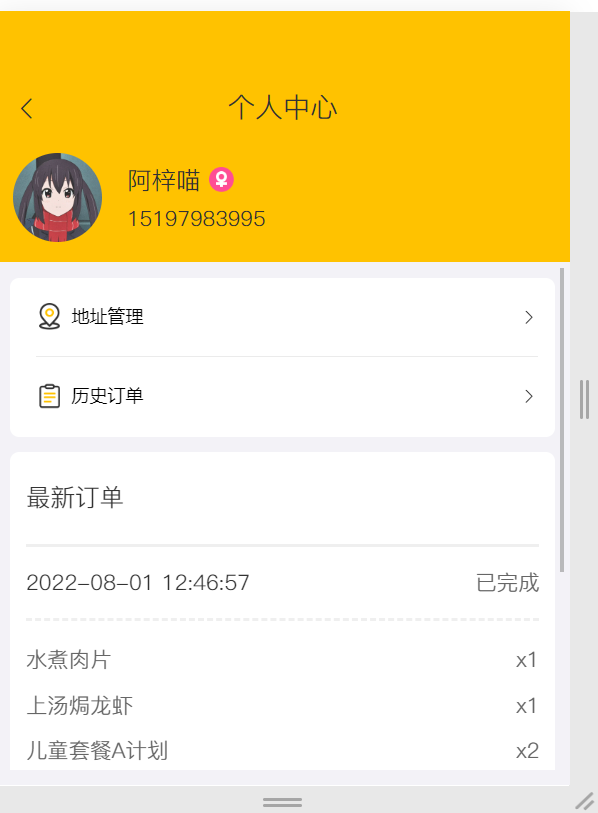 个人中心
阿梓喵
15197983995
地址管理
历史订单
最新订单
2022-08-01 12:46:57 已完成
水煮肉片 x1
上汤焗龙虾 x1
儿童套餐A计划 x2